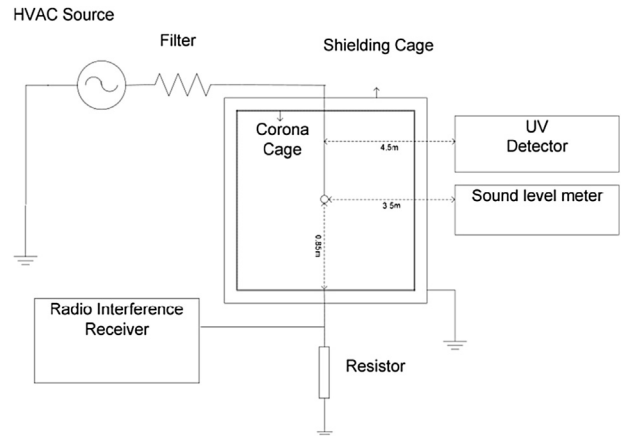 HVAC Source
Filter
Shielding Cage
Corona
Cage
UV
Detector
4.5m
Sound level meter
3.5m
0.85m
Radio Interference
Receiver
Resistor